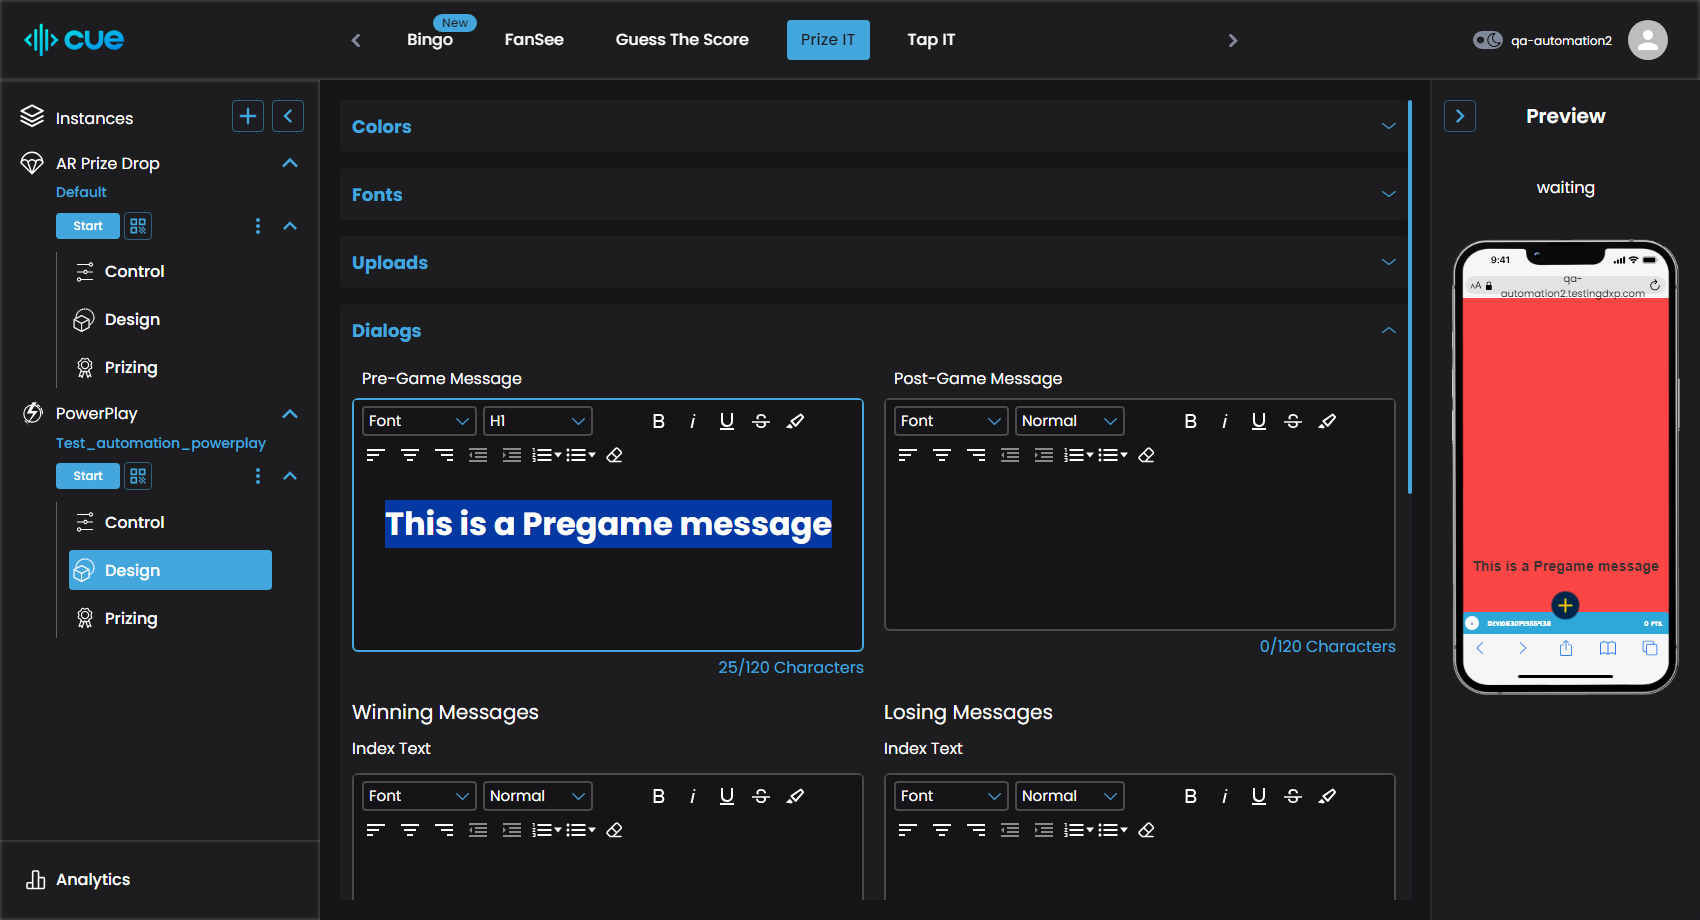 cue
New
Bingo
FanSee
Guess The Score
Prize IT
Tap IT
qa-automation2
Instances
AR Prize Drop
Default
Start
Control
Design
Prizing
PowerPlay
Test_automation_powerplay
Start
Control
Design
Prizing
Analytics
Colors
Fonts
Uploads
Dialogs
Pre-Game Message
Font
H1
B
i
U
S
This is a Pregame message
25/120 Characters
Post-Game Message
Font
Normal
B
i
U
S
0/120 Characters
Winning Messages
Index Text
Font
Normal
B
i
U
S
Losing Messages
Index Text
Font
Normal
B
i
U
S
Preview
waiting
9:41
AA
qa-
automation2.testingdxp.com
This is a Pregame message
0 PTS.